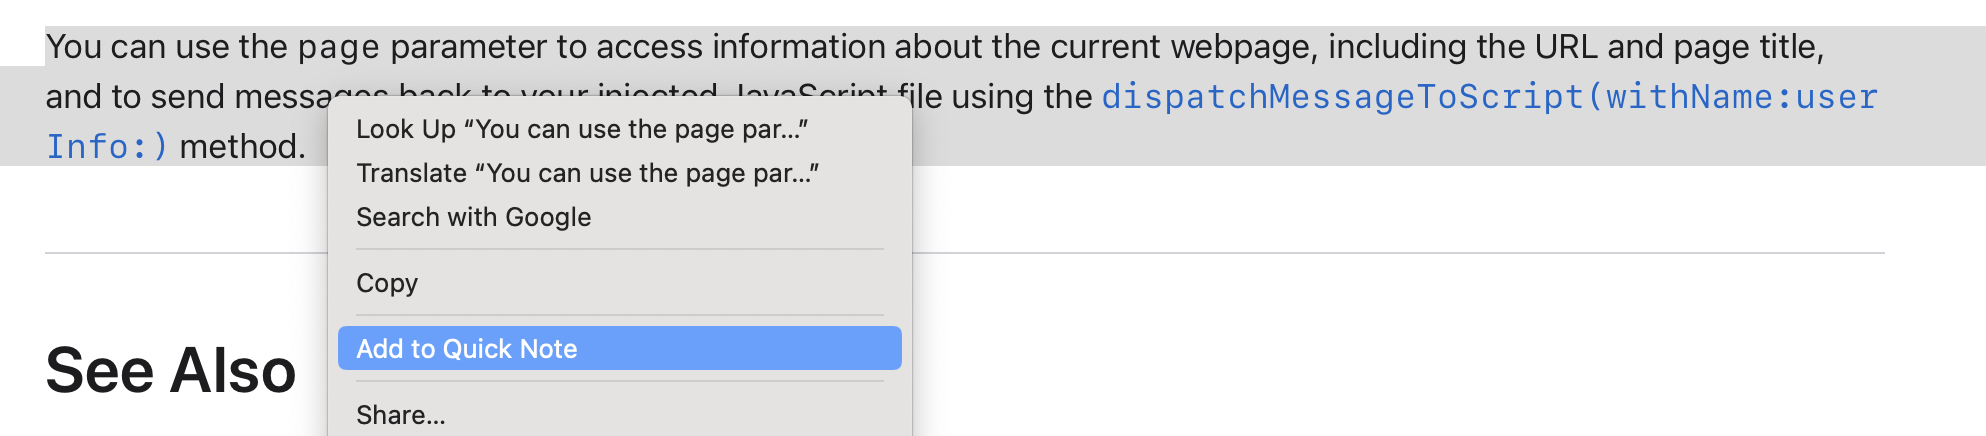 You can use the page parameter to access information about the current webpage, including the URL and page title,
and to send messages back to your injected JavaScript file using the dispatchMessageToScript(withName:user
Info:) method.
Look Up “You can use the page par...”
Translate “You can use the page par...”
Search with Google
Copy
Add to Quick Note
See Also
Share...